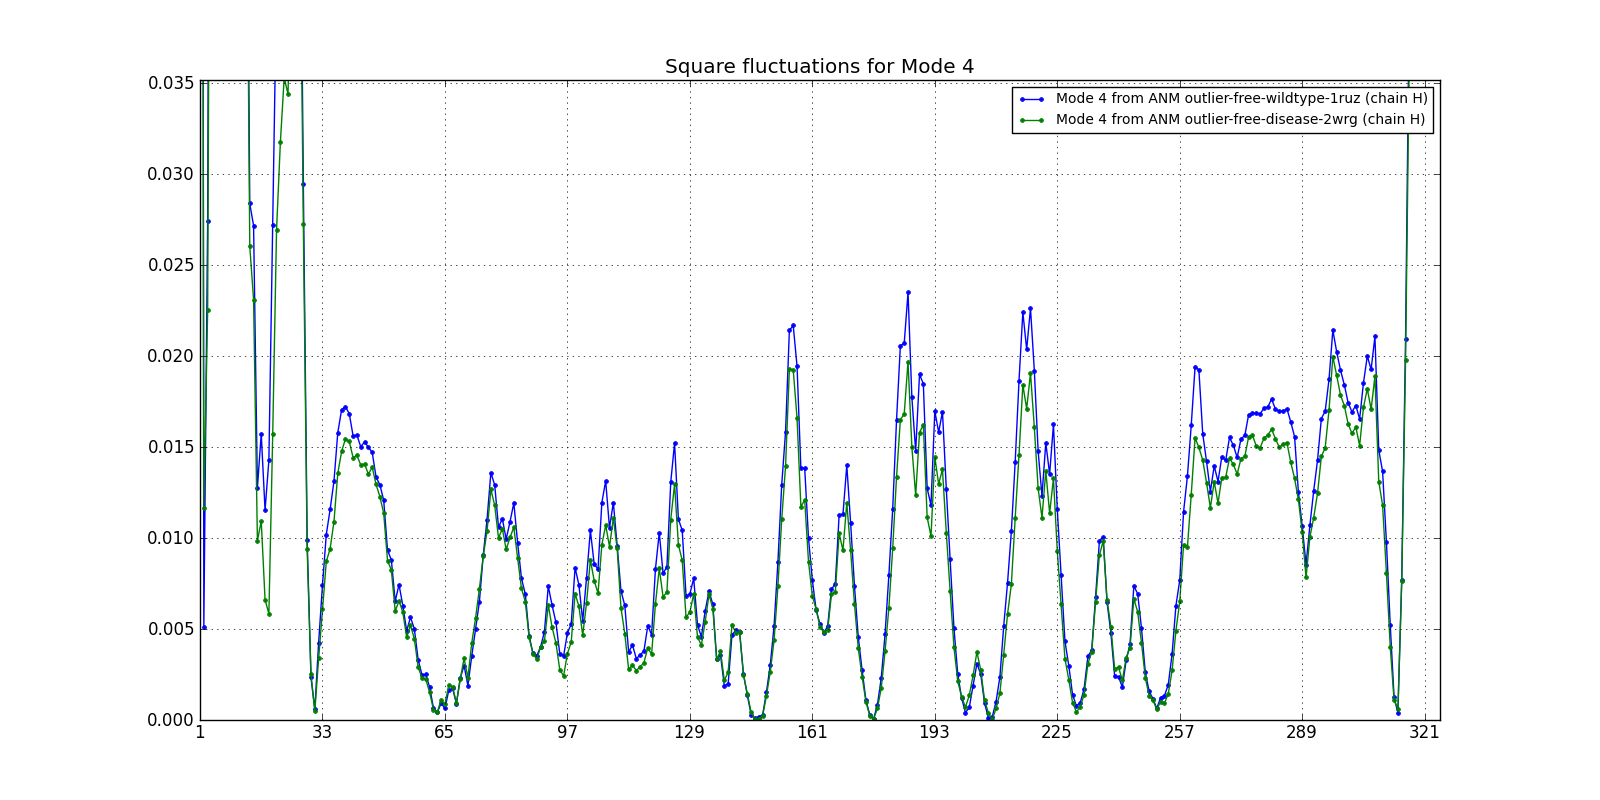 Square fluctuations for Mode 4
0.035
0.030
0.025
0.020
0.015
0.010
0.005
0.000
Mode 4 from ANM outlier-free-wildtype-1ruz (chain H)
Mode 4 from ANM outlier-free-disease-2wrg (chain H)
1 33 65 97 129 161 193 225 257 289 321